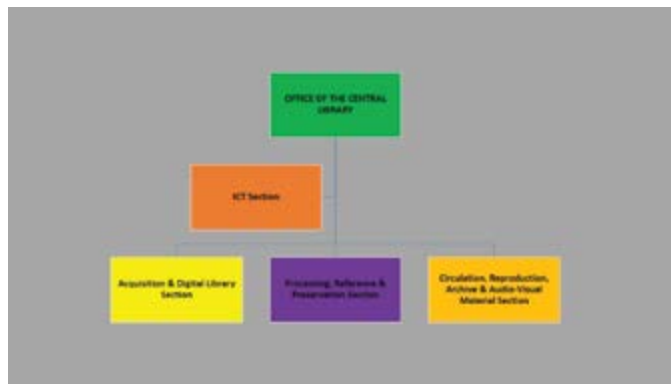 OFFICE OF THE CENTRAL
LIBRARY
ICT Section
Acquisition & Digital Library
Section
Processing, Reference &
Preservation Section
Circulation, Reproduction,
Archive & Audio-Visual
Material Section